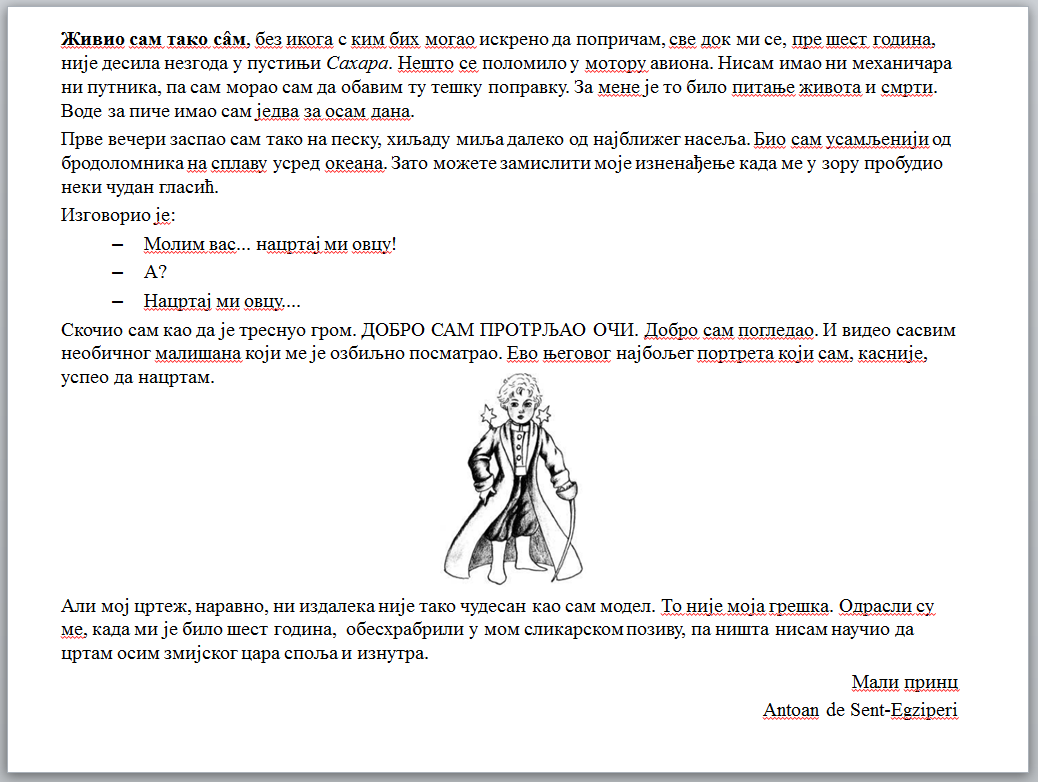 Живио сам тако са̂м, без икога с ким бих могао искрено да попричам, све док ми се, пре шест година,
није десила незгода у пустињи Сахара. Нешто се поломило у мотору авиона. Нисам имао ни механичара
ни путника, па сам морао сам да обавим ту тешку поправку. За мене је то било питање живота и смрти.
Воде за пиче имао сам једва за осам дана.
Прве вечери заспао сам тако на песку, хиљаду миља далеко од најближег насеља. Био сам усамљенији од
бродоломника на сплаву усред океана. Зато можете замислити моје изненађење када ме у зору пробудио
неки чудан гласић.
Изговорио је:
– Молим вас... нацртај ми овцу!
– А?
– Нацртај ми овцу....
Скочио сам као да је треснуо гром. ДОБРО САМ ПРОТРЉАО ОЧИ. Добро сам погледао. И видео сасвим
необичног малишана који ме је озбиљно посматрао. Ево његовог најбољег портрета који сам, касније,
успео да нацртам.
Али мој цртеж, наравно, ни издалека није тако чудесан као сам модел. То није моја грешка. Одрасли су
ме, када ми је било шест година, обесхрабрили у мом сликарском позиву, па ништа нисам научио да
цртам осим змијског цара споља и изнутра.
Мали принц
Antoan de Sent-Egziperi